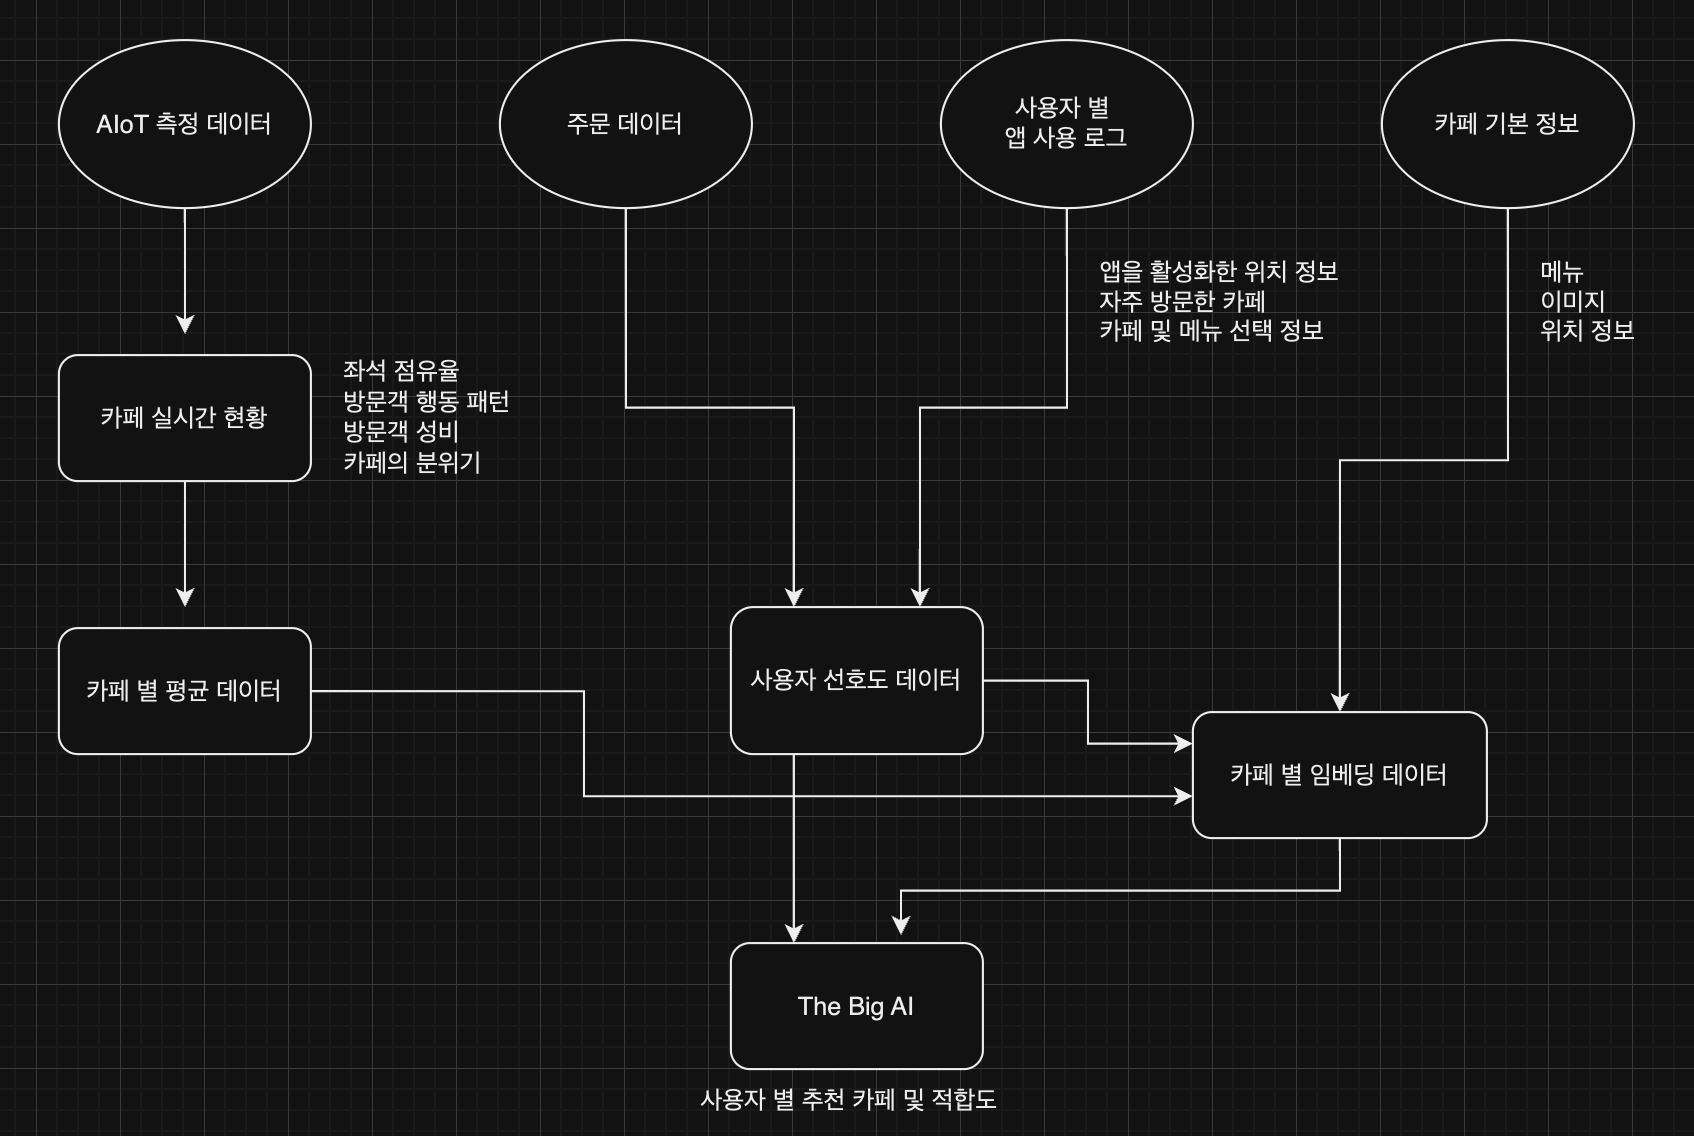 AIoT 측정 데이터
주문 데이터
사용자 별
앱 사용 로그
카페 기본 정보
앱을 활성화한 위치 정보
자주 방문한 카페
카페 및 메뉴 선택 정보
메뉴
이미지
위치 정보
카페 실시간 현황
좌석 점유율
방문객 행동 패턴
방문객 성비
카페의 분위기
카페 별 평균 데이터
사용자 선호도 데이터
카페 별 임베딩 데이터
The Big AI
사용자 별 추천 카페 및 적합도